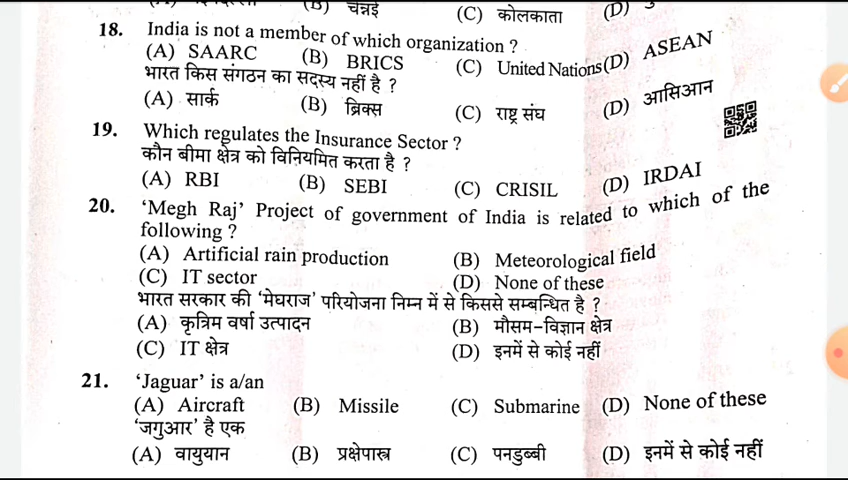 (B) चेन्नई (C) कोलकाता (D)
18. India is not a member of which organization ?
(A) SAARC (B) BRICS (C) United Nations (D) ASEAN
भारत किस संगठन का सदस्य नहीं है ?
(A) सार्क (B) ब्रिक्स (C) राष्ट्र संघ (D) आसिआन
19. Which regulates the Insurance Sector ?
कौन बीमा क्षेत्र को विनियमित करता है ?
(A) RBI (B) SEBI (C) CRISIL (D) IRDAI
20. ‘Megh Raj’ Project of government of India is related to which of the
following ?
(A) Artificial rain production (B) Meteorological field
(C) IT sector (D) None of these
भारत सरकार की ‘मेघराज’ परियोजना निम्न में से किससे सम्बन्धित है ?
(A) कृत्रिम वर्षा उत्पादन (B) मौसम-विज्ञान क्षेत्र
(C) IT क्षेत्र (D) इनमें से कोई नहीं
21. ‘Jaguar’ is a/an
(A) Aircraft (B) Missile (C) Submarine (D) None of these
‘जगुआर’ है एक
(A) वायुयान (B) प्रक्षेपास्त्र (C) पनडुब्बी (D) इनमें से कोई नहीं